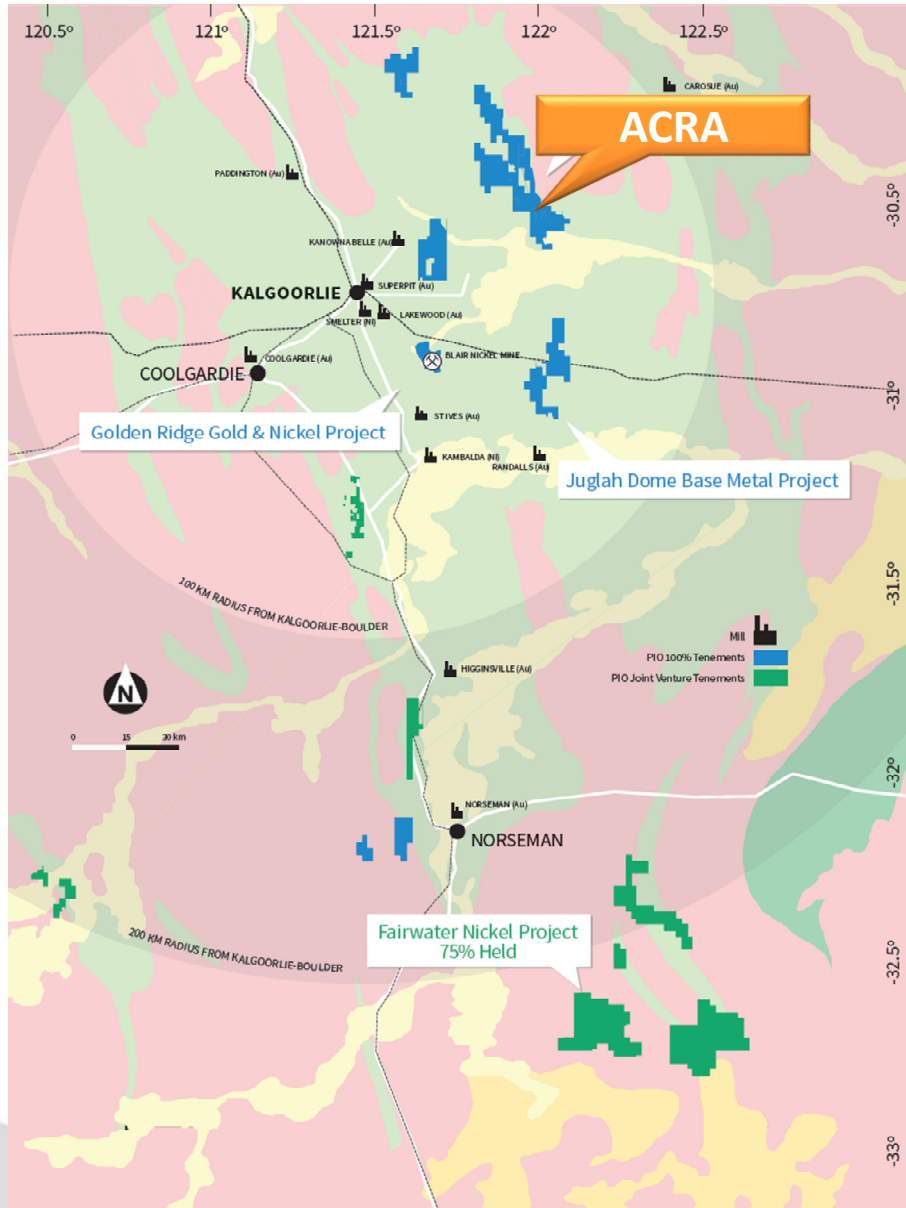 120.5°
121°
121.5°
122°
122.5°
CAROSUE (Au)
ACRA
PADDINGTON (Au)
-30.5°
KANOWNA BELLE (Au)
SUPERPIT (Au)
KALGOORLIE
SMELTER (NI)
LAKEWOOD (Au)
BLAIR NICKEL MINE
COOLGARDIE (Au)
COOLGARDIE
-31°
ST IVES (Au)
Golden Ridge Gold & Nickel Project
KAMBALDA (NI)
RANDALLS (Au)
Juglah Dome Base Metal Project
-31.5°
100 KM RADIUS FROM KALGOORLIE-BOULDER
Mill
PIO 100% Tenements
PIO Joint Venture Tenements
HIGGINSVILLE (Au)
N
0 15 30 km
-32°
NORSEMAN (Au)
NORSEMAN
Fairwater Nickel Project
75% Held
200 KM RADIUS FROM KALGOORLIE-BOULDER
-32.5°
-33°